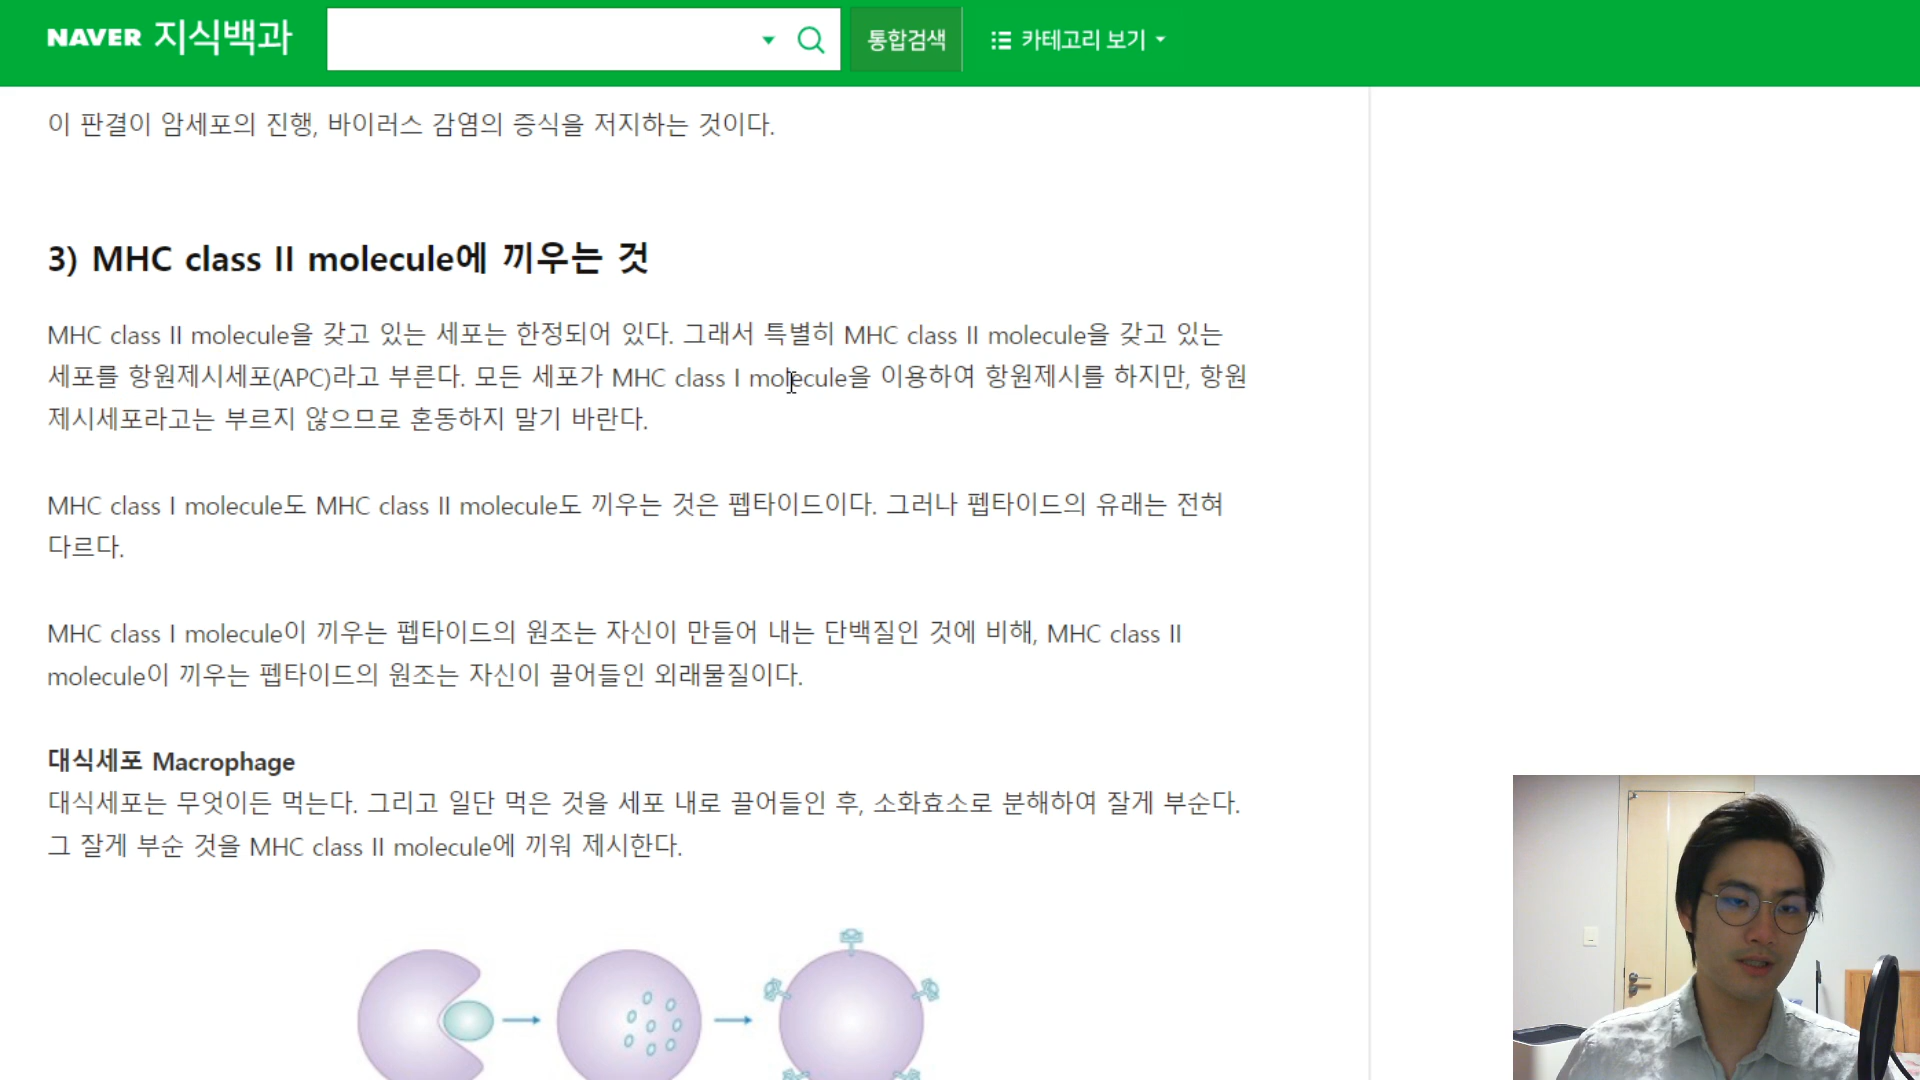 NAVER 지식백과
통합검색
카테고리 보기
이 판결이 암세포의 진행, 바이러스 감염의 증식을 저지하는 것이다.
3) MHC class II molecule에 끼우는 것
MHC class II molecule을 갖고 있는 세포는 한정되어 있다. 그래서 특별히 MHC class II molecule을 갖고 있는
세포를 항원제시세포(APC)라고 부른다. 모든 세포가 MHC class I molecule을 이용하여 항원제시를 하지만, 항원
제시세포라고는 부르지 않으므로 혼동하지 말기 바란다.
MHC class I molecule도 MHC class II molecule도 끼우는 것은 펩타이드이다. 그러나 펩타이드의 유래는 전혀
다르다.
MHC class I molecule이 끼우는 펩타이드의 원조는 자신이 만들어 내는 단백질인 것에 비해, MHC class II
molecule이 끼우는 펩타이드의 원조는 자신이 끌어들인 외래물질이다.
대식세포 Macrophage
대식세포는 무엇이든 먹는다. 그리고 일단 먹은 것을 세포 내로 끌어들인 후, 소화효소로 분해하여 잘게 부순다.
그 잘게 부순 것을 MHC class II molecule에 끼워 제시한다.